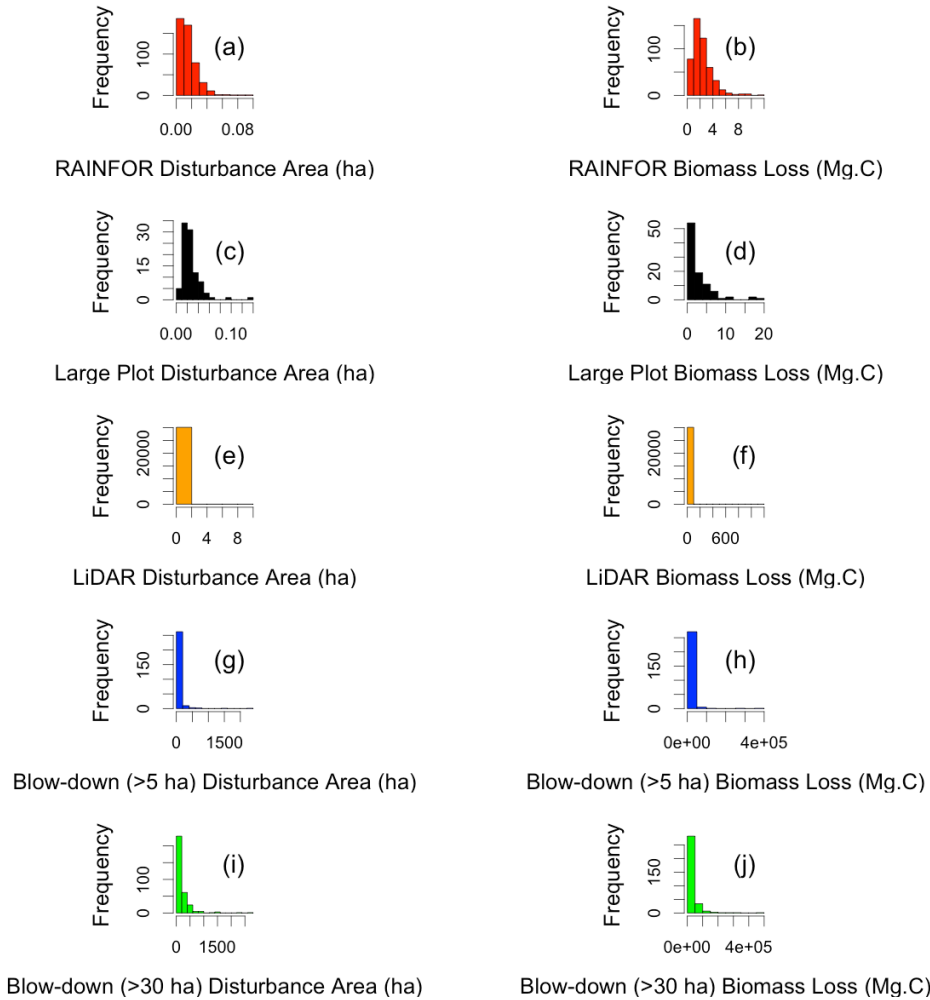 Frequency
100
0
(a)
0.00 0.08
RAINFOR Disturbance Area (ha)
Frequency
100
0
(b)
0 4 8
RAINFOR Biomass Loss (Mg.C)
Frequency
30
15
0
(c)
0.00 0.10
Large Plot Disturbance Area (ha)
Frequency
50
20
0
(d)
0 10 20
Large Plot Biomass Loss (Mg.C)
Frequency
20000
0
(e)
0 4 8
LiDAR Disturbance Area (ha)
Frequency
20000
0
(f)
0 600
LiDAR Biomass Loss (Mg.C)
Frequency
150
0
(g)
0 1500
Blow-down (>5 ha) Disturbance Area (ha)
Frequency
150
0
(h)
0e+00 4e+05
Blow-down (>5 ha) Biomass Loss (Mg.C)
Frequency
100
0
(i)
0 1500
Blow-down (>30 ha) Disturbance Area (ha)
Frequency
150
0
(j)
0e+00 4e+05
Blow-down (>30 ha) Biomass Loss (Mg.C)